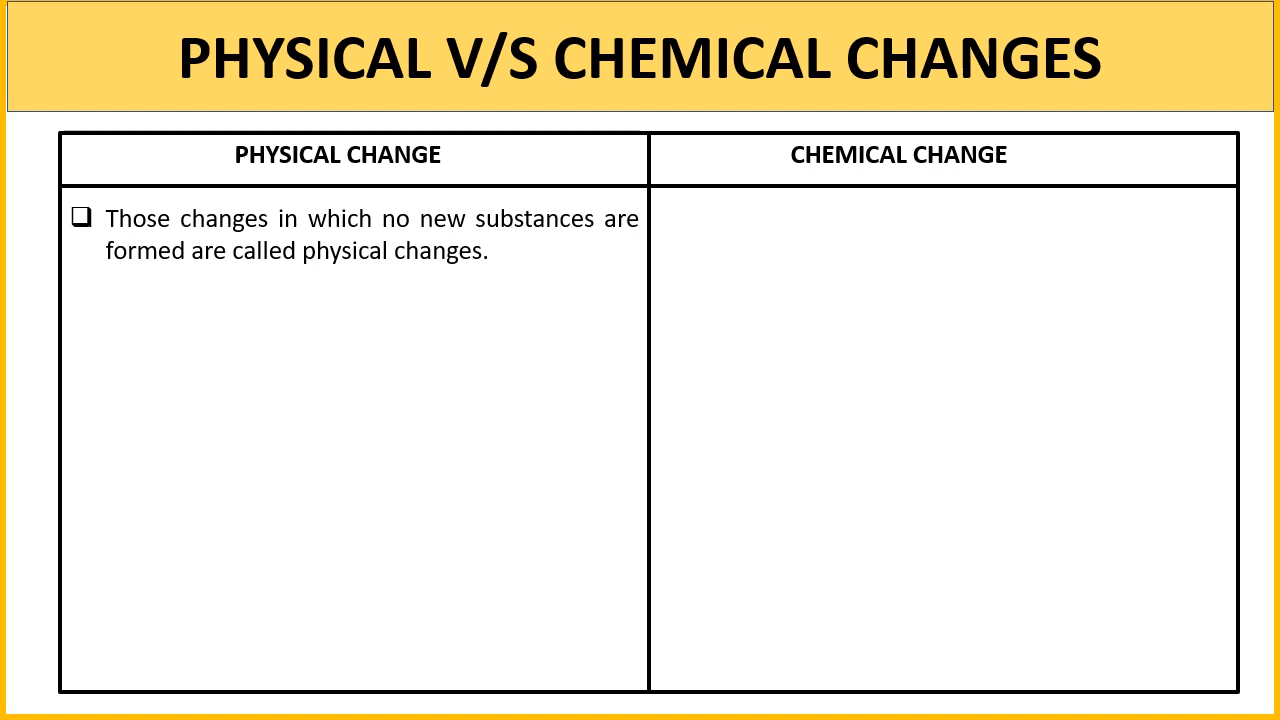 PHYSICAL V/S CHEMICAL CHANGES
PHYSICAL CHANGE
CHEMICAL CHANGE
❑ Those changes in which no new substances are
formed are called physical changes.